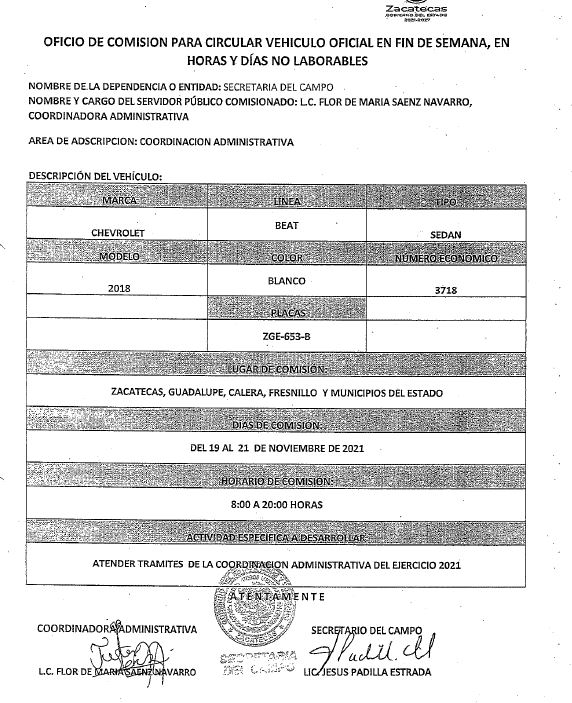 Zacatecas
GOBIERNO DEL ESTADO
2021-2027
OFICIO DE COMISION PARA CIRCULAR VEHICULO OFICIAL EN FIN DE SEMANA, EN
HORAS Y DÍAS NO LABORABLES
NOMBRE DE LA DEPENDENCIA O ENTIDAD: SECRETARIA DEL CAMPO
NOMBRE Y CARGO DEL SERVIDOR PÚBLICO COMISIONADO: L.C. FLOR DE MARIA SAENZ NAVARRO,
COORDINADORA ADMINISTRATIVA
AREA DE ADSCRIPCION: COORDINACION ADMINISTRATIVA
DESCRIPCIÓN DEL VEHÍCULO:
MARCA LINEA TIPO
CHEVROLET BEAT SEDAN
MODELO COLOR NÚMERO ECONOMICO
2018 BLANCO 3718
PLACAS
ZGE-653-B
LUGAR DE COMISIÓN:
ZACATECAS, GUADALUPE, CALERA, FRESNILLO Y MUNICIPIOS DEL ESTADO
DIAS DE COMISIÓN:
DEL 19 AL 21 DE NOVIEMBRE DE 2021
HORARIO DE COMISIÓN:
8:00 A 20:00 HORAS
ACTIVIDAD ESPECIFICA A DESARROLLAR:
ATENDER TRAMITES DE LA COORDINACION ADMINISTRATIVA DEL EJERCICIO 2021
ATENTAMENTE
COORDINADORA ADMINISTRATIVA SECRETARIO DEL CAMPO
ZACATECAS
SECRETARIA
DEL CAMPO
L.C. FLOR DE MARIA SAENZ NAVARRO LIC. JESUS PADILLA ESTRADA